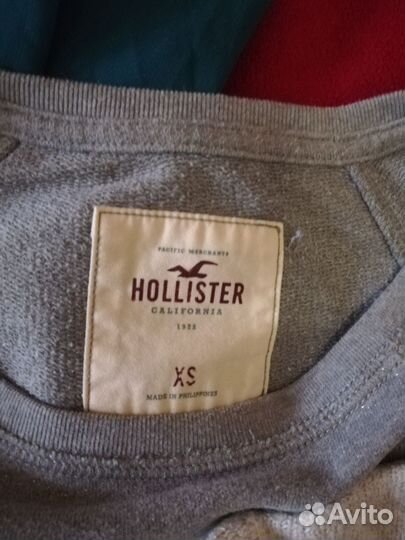 PACIFIC MERCHANTS
HOLLISTER
CALIFORNIA
1922
XS
MADE IN PHILIPPINES
Avito